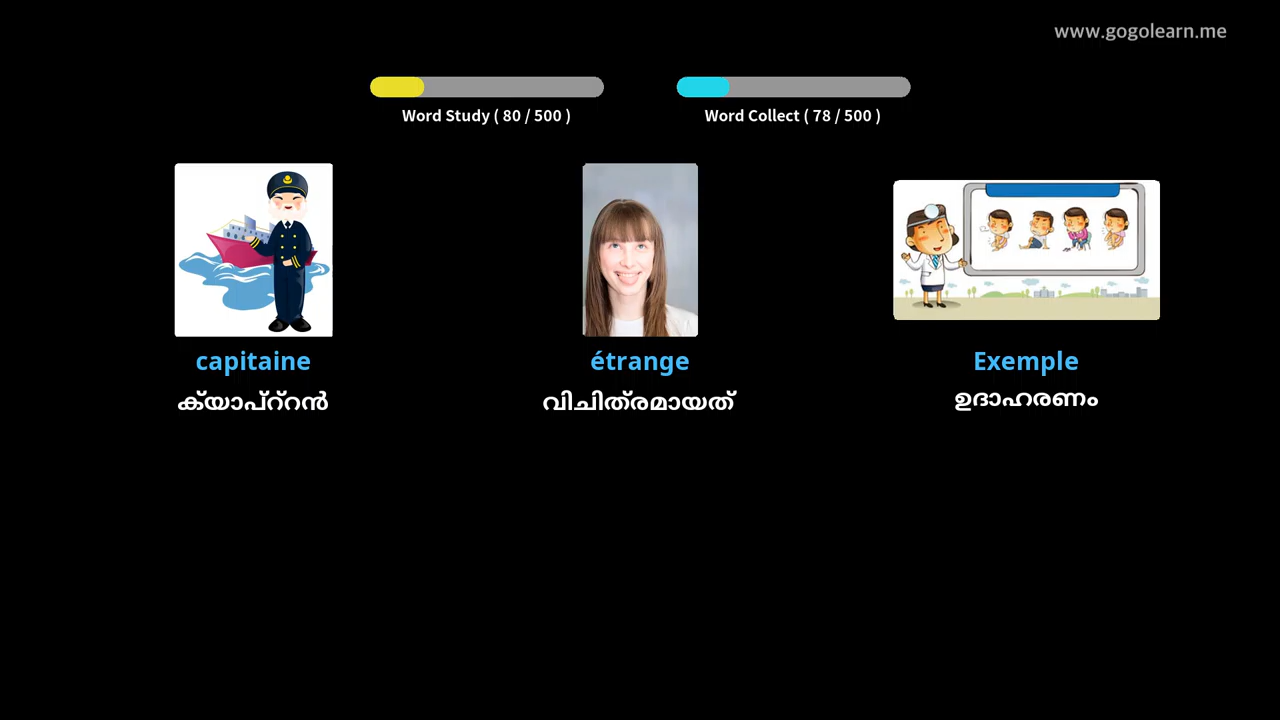 www.gogolearn.me
Word Study ( 80 / 500 )
Word Collect ( 78 / 500 )
capitaine
étrange
Exemple
ക്യാപ്റ്റൻ
വിചിത്രമായത്
ഉദാഹരണം